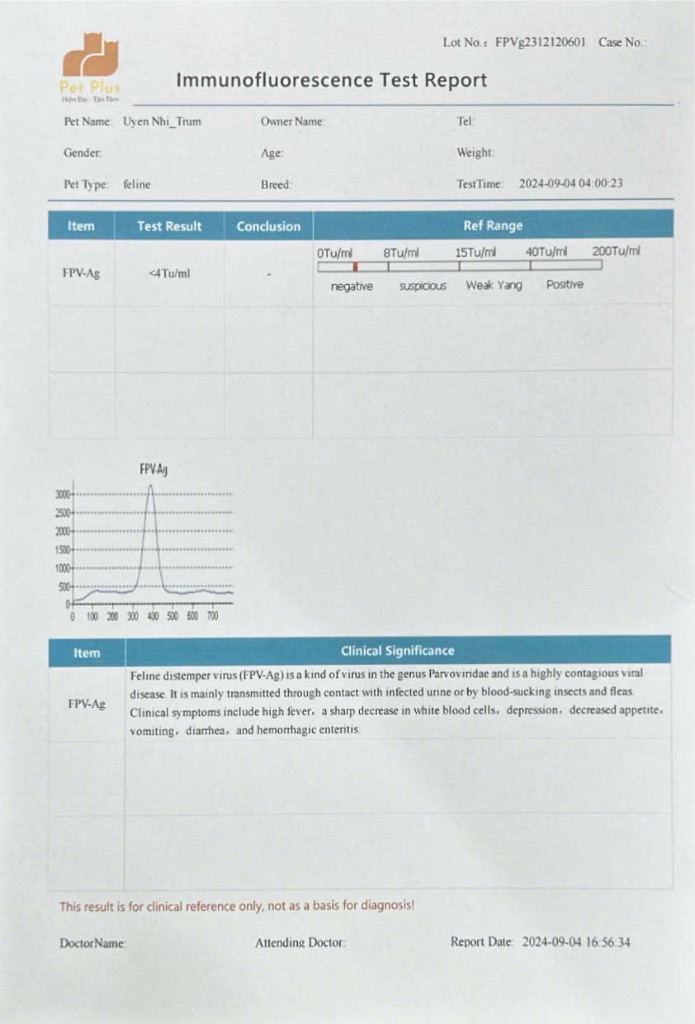 Lot No.: FPVg2312120601 Case No.:
Pet Plus
Hiện Đại - Tận Tâm
Immunofluorescence Test Report
Pet Name: Uyen Nhi_Trum Owner Name: Tel:
Gender: Age: Weight:
Pet Type: feline Breed: TestTime: 2024-09-04 04:00:23
Item Test Result Conclusion Ref Range
0Tu/ml 8Tu/ml 15Tu/ml 40Tu/ml 200Tu/ml
FPV-Ag <4Tu/ml -
negative suspicious Weak Yang Positive
FPV-Ag
3000
2500
2000
1500
1000
500
0
0 100 200 300 400 500 600 700
Item Clinical Significance
FPV-Ag
Feline distemper virus (FPV-Ag) is a kind of virus in the genus Parvoviridae and is a highly contagious viral
disease. It is mainly transmitted through contact with infected urine or by blood-sucking insects and fleas.
Clinical symptoms include high fever, a sharp decrease in white blood cells, depression, decreased appetite,
vomiting, diarrhea, and hemorrhagic enteritis.
This result is for clinical reference only, not as a basis for diagnosis!
DoctorName: Attending Doctor: Report Date: 2024-09-04 16:56:34